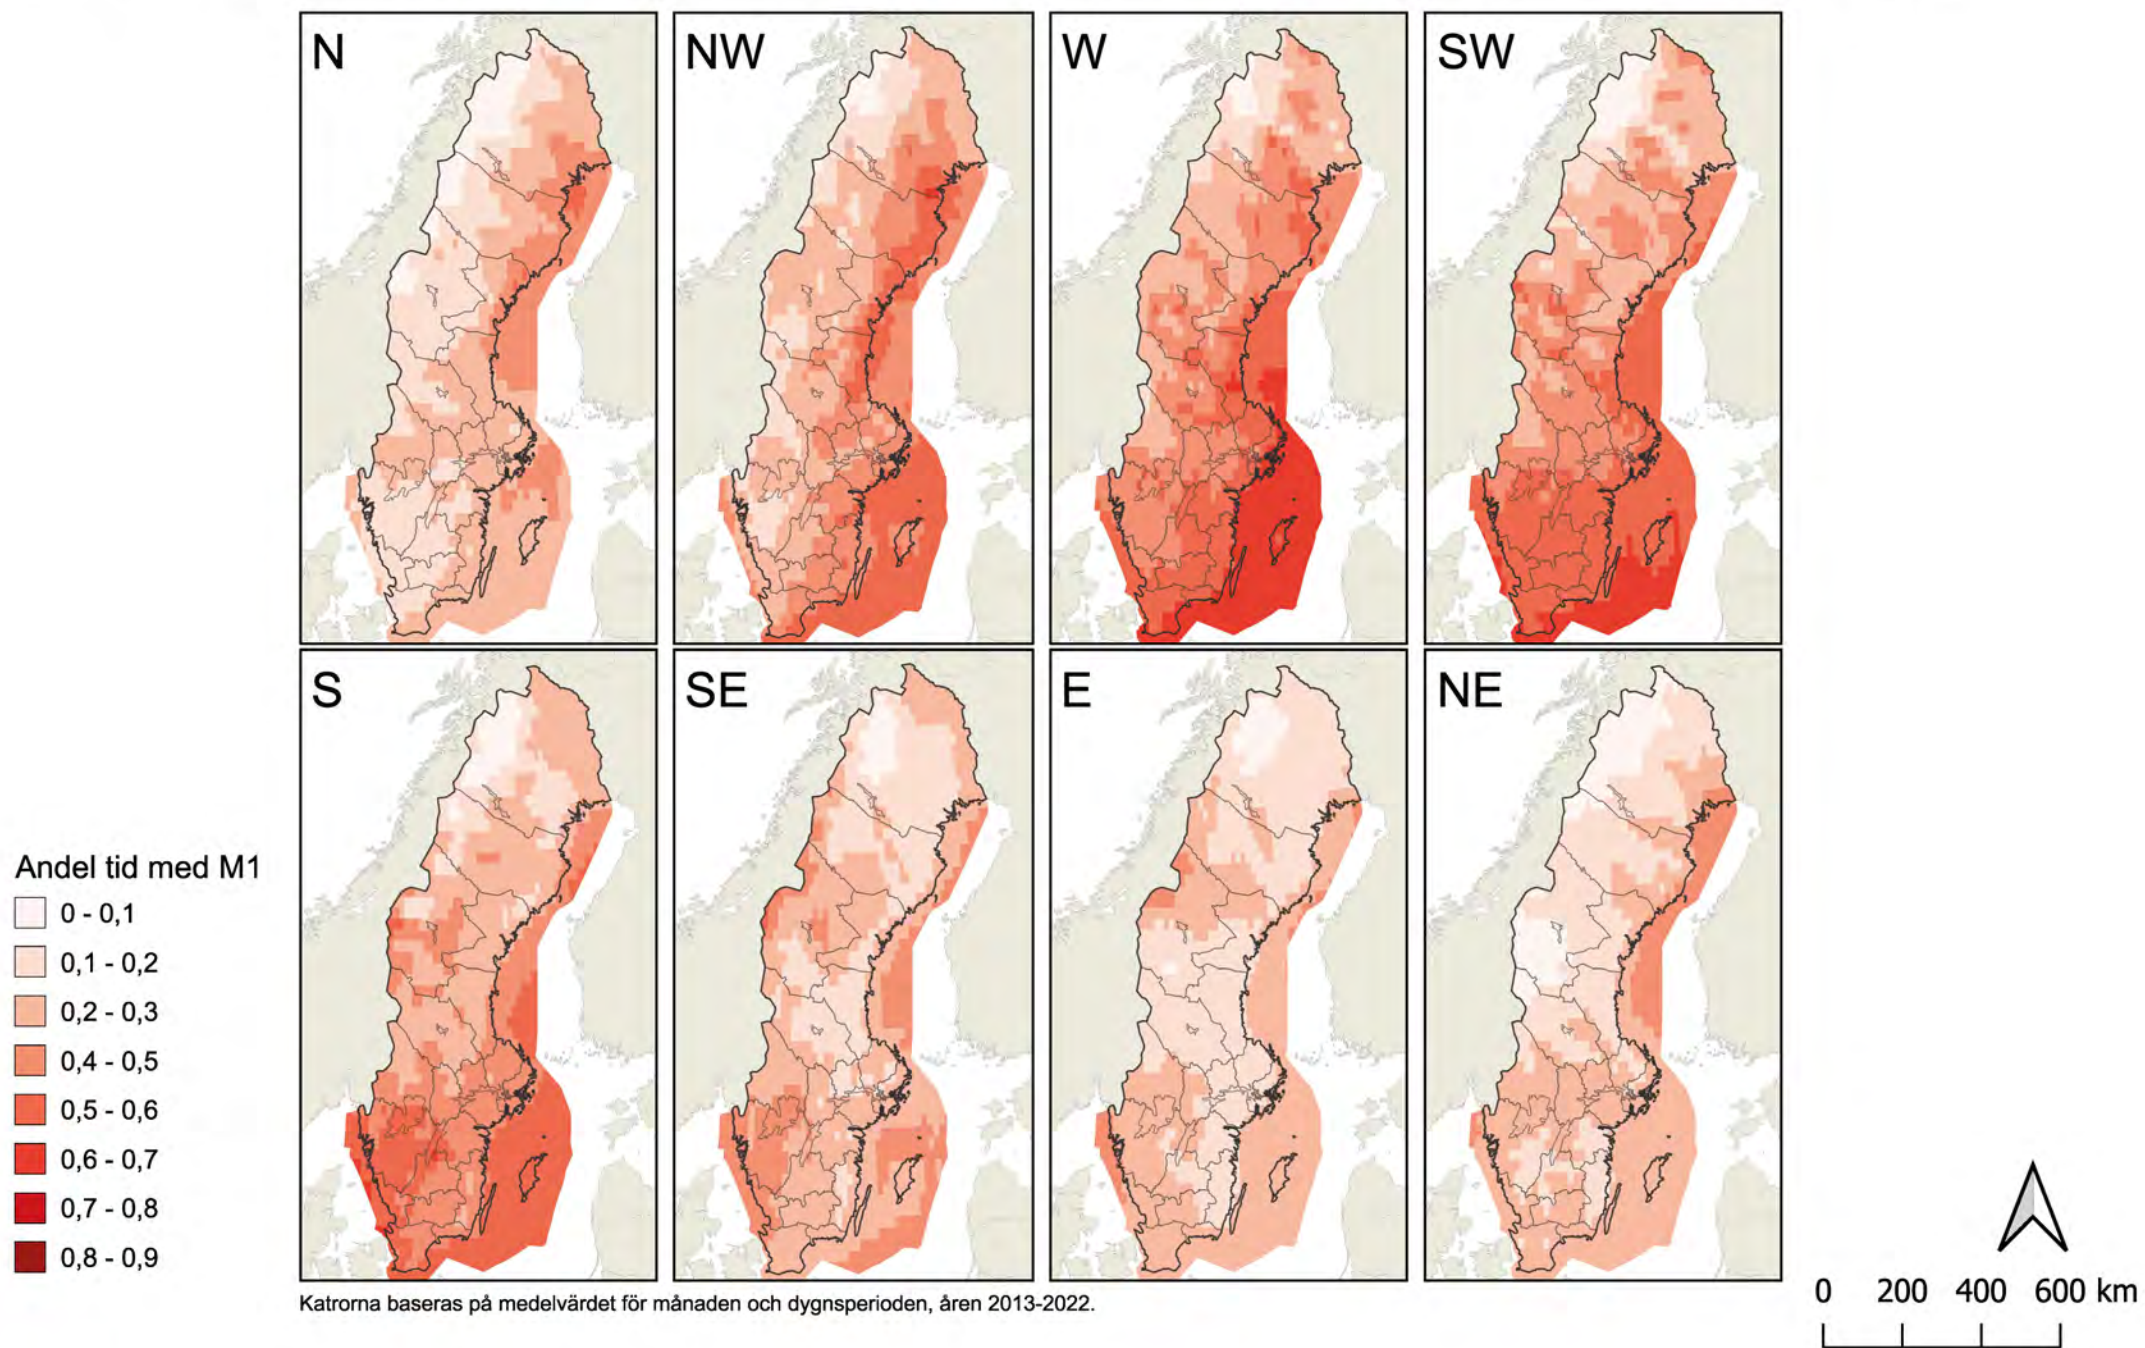 N
NW
W
SW
S
SE
E
NE
Andel tid med M1
0 - 0,1
0,1 - 0,2
0,2 - 0,3
0,4 - 0,5
0,5 - 0,6
0,6 - 0,7
0,7 - 0,8
0,8 - 0,9
Katrorna baseras på medelvärdet för månaden och dygnsperioden, åren 2013-2022.
0 200 400 600 km